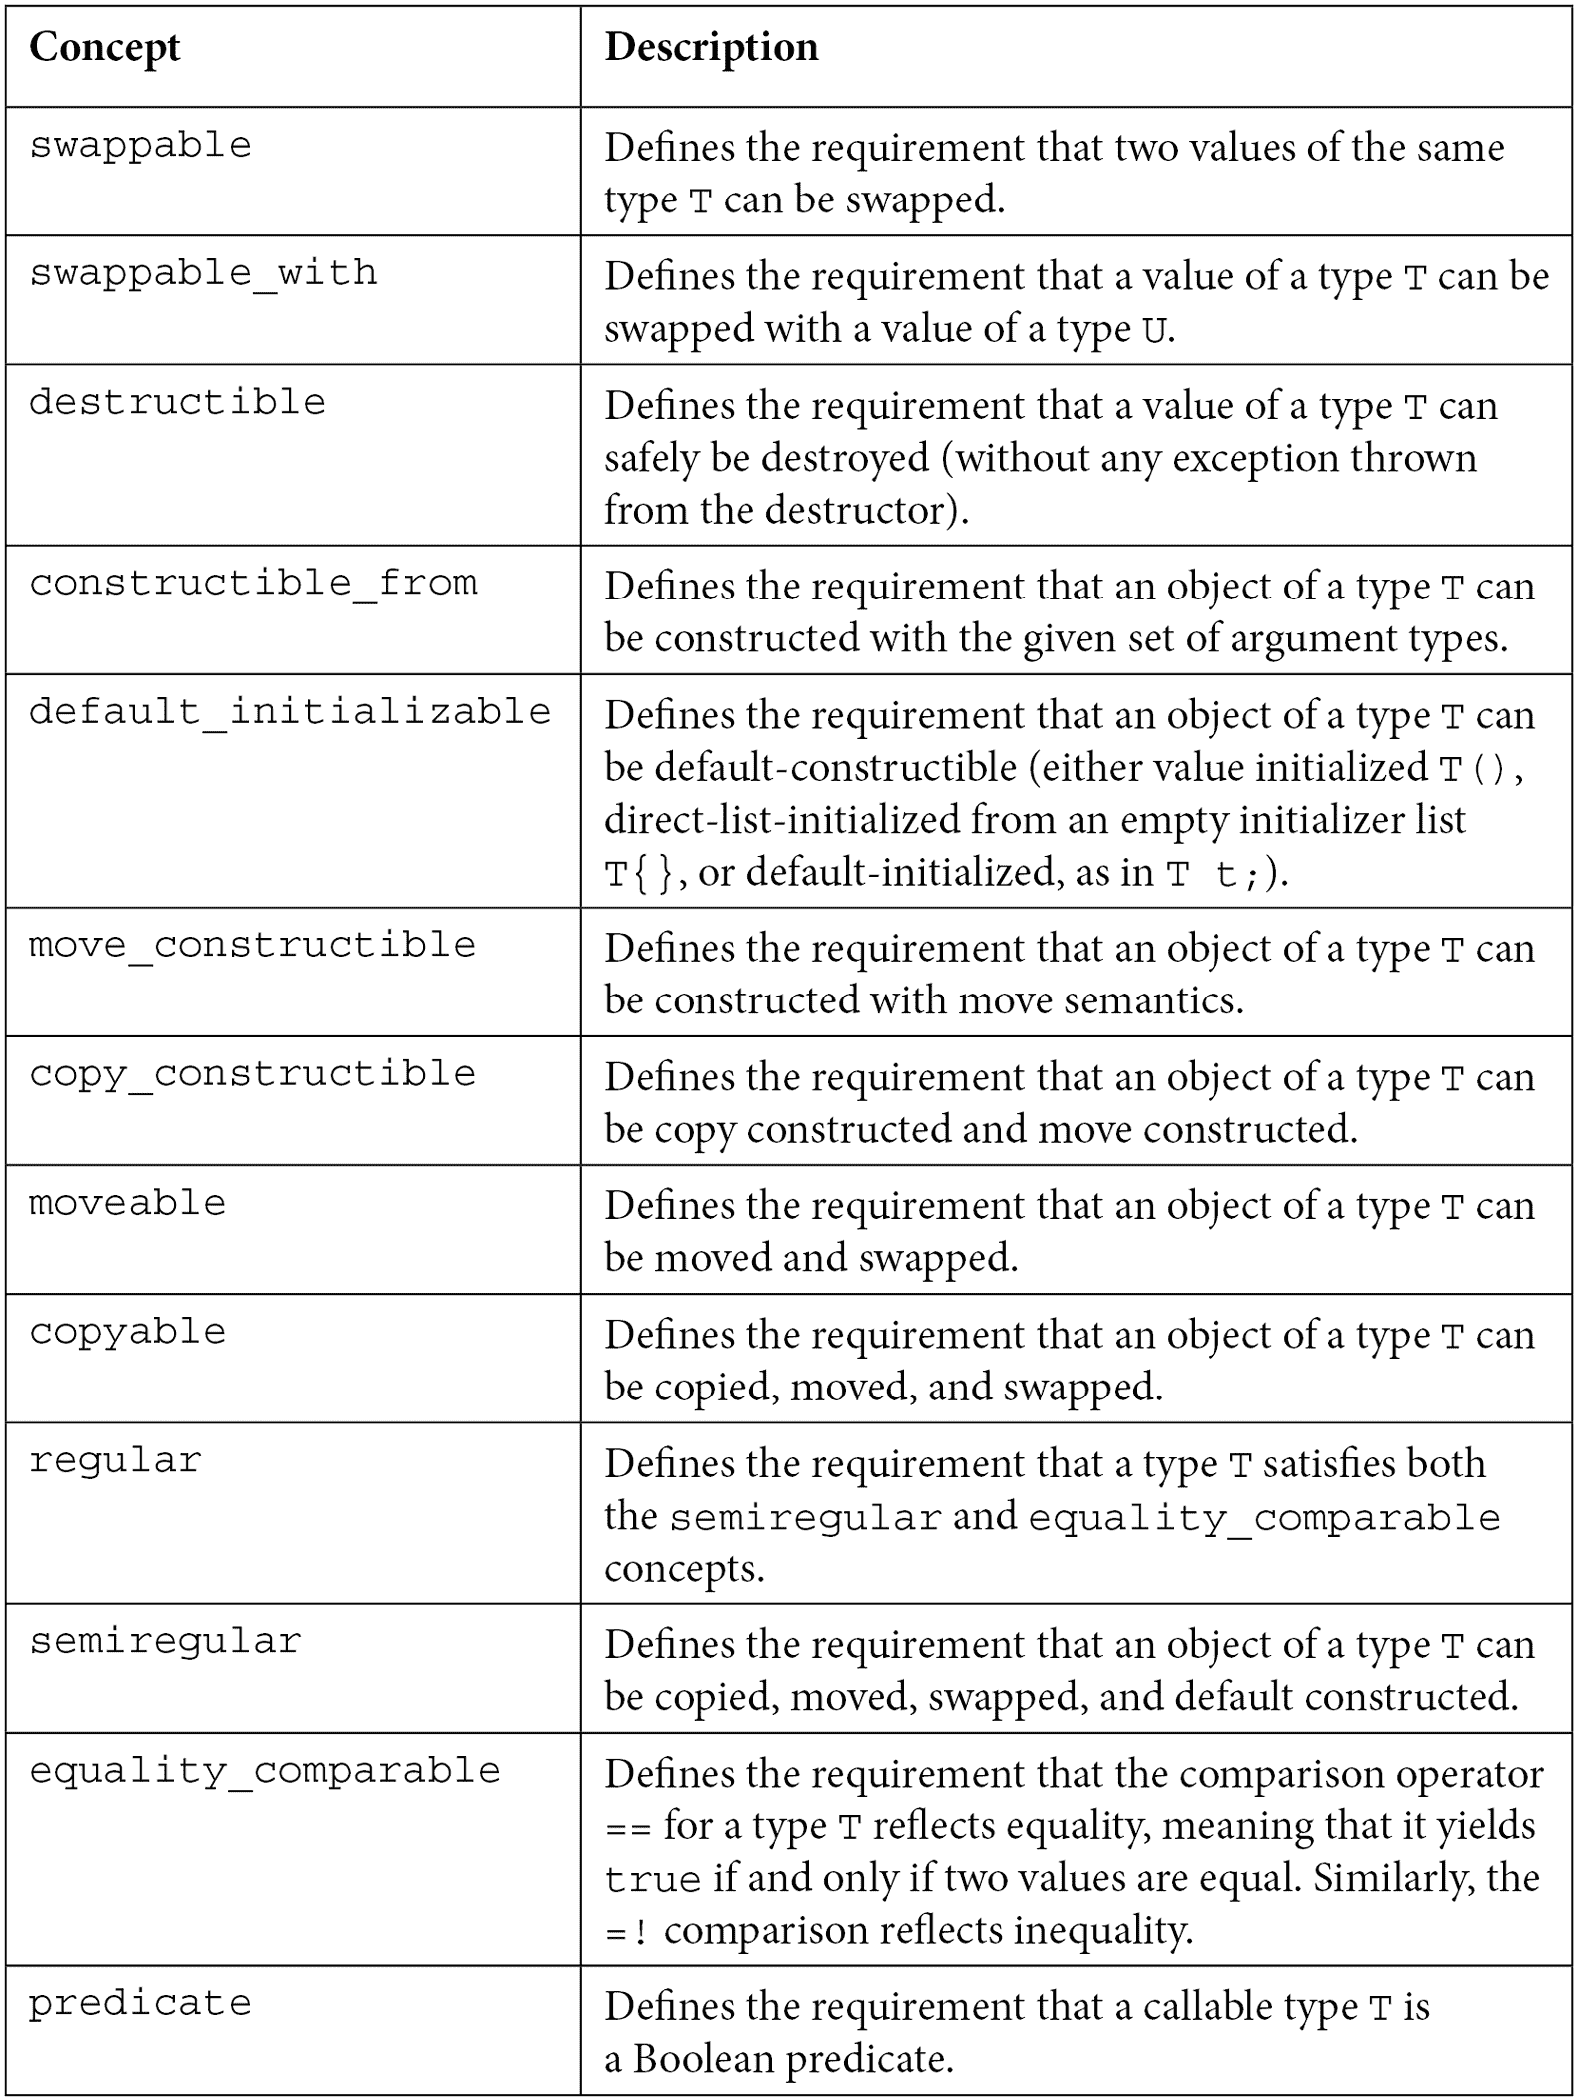 Concept Description
swappable Defines the requirement that two values of the same
type T can be swapped.
swappable_with Defines the requirement that a value of a type T can be
swapped with a value of a type U.
destructible Defines the requirement that a value of a type T can
safely be destroyed (without any exception thrown
from the destructor).
constructible_from Defines the requirement that an object of a type T can
be constructed with the given set of argument types.
default_initializable Defines the requirement that an object of a type T can
be default-constructible (either value initialized T(),
direct-list-initialized from an empty initializer list
T{}, or default-initialized, as in T t;).
move_constructible Defines the requirement that an object of a type T can
be constructed with move semantics.
copy_constructible Defines the requirement that an object of a type T can
be copy constructed and move constructed.
moveable Defines the requirement that an object of a type T can
be moved and swapped.
copyable Defines the requirement that an object of a type T can
be copied, moved, and swapped.
regular Defines the requirement that a type T satisfies both
the semiregular and equality_comparable
concepts.
semiregular Defines the requirement that an object of a type T can
be copied, moved, swapped, and default constructed.
equality_comparable Defines the requirement that the comparison operator
== for a type T reflects equality, meaning that it yields
true if and only if two values are equal. Similarly, the
=! comparison reflects inequality.
predicate Defines the requirement that a callable type T is
a Boolean predicate.